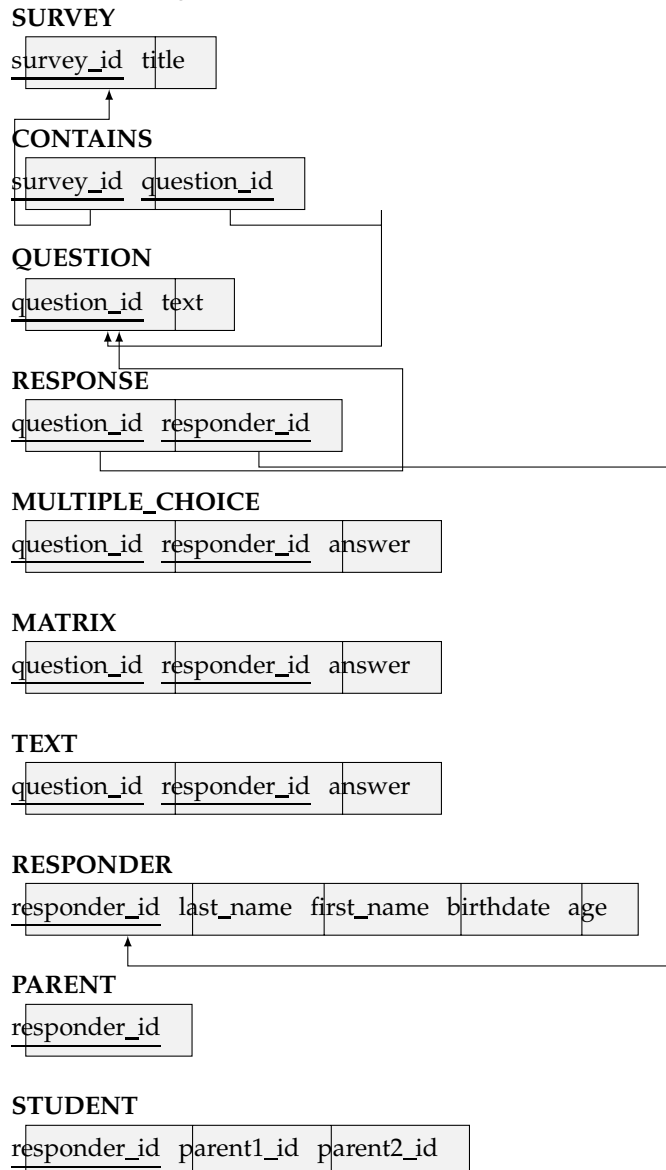 SURVEY
survey_id title
CONTAINS
survey_id question_id
QUESTION
question_id text
RESPONSE
question_id responder_id
MULTIPLE_CHOICE
question_id responder_id answer
MATRIX
question_id responder_id answer
TEXT
question_id responder_id answer
RESPONDER
responder_id last_name first_name birthdate age
PARENT
responder_id
STUDENT
responder_id parent1_id parent2_id